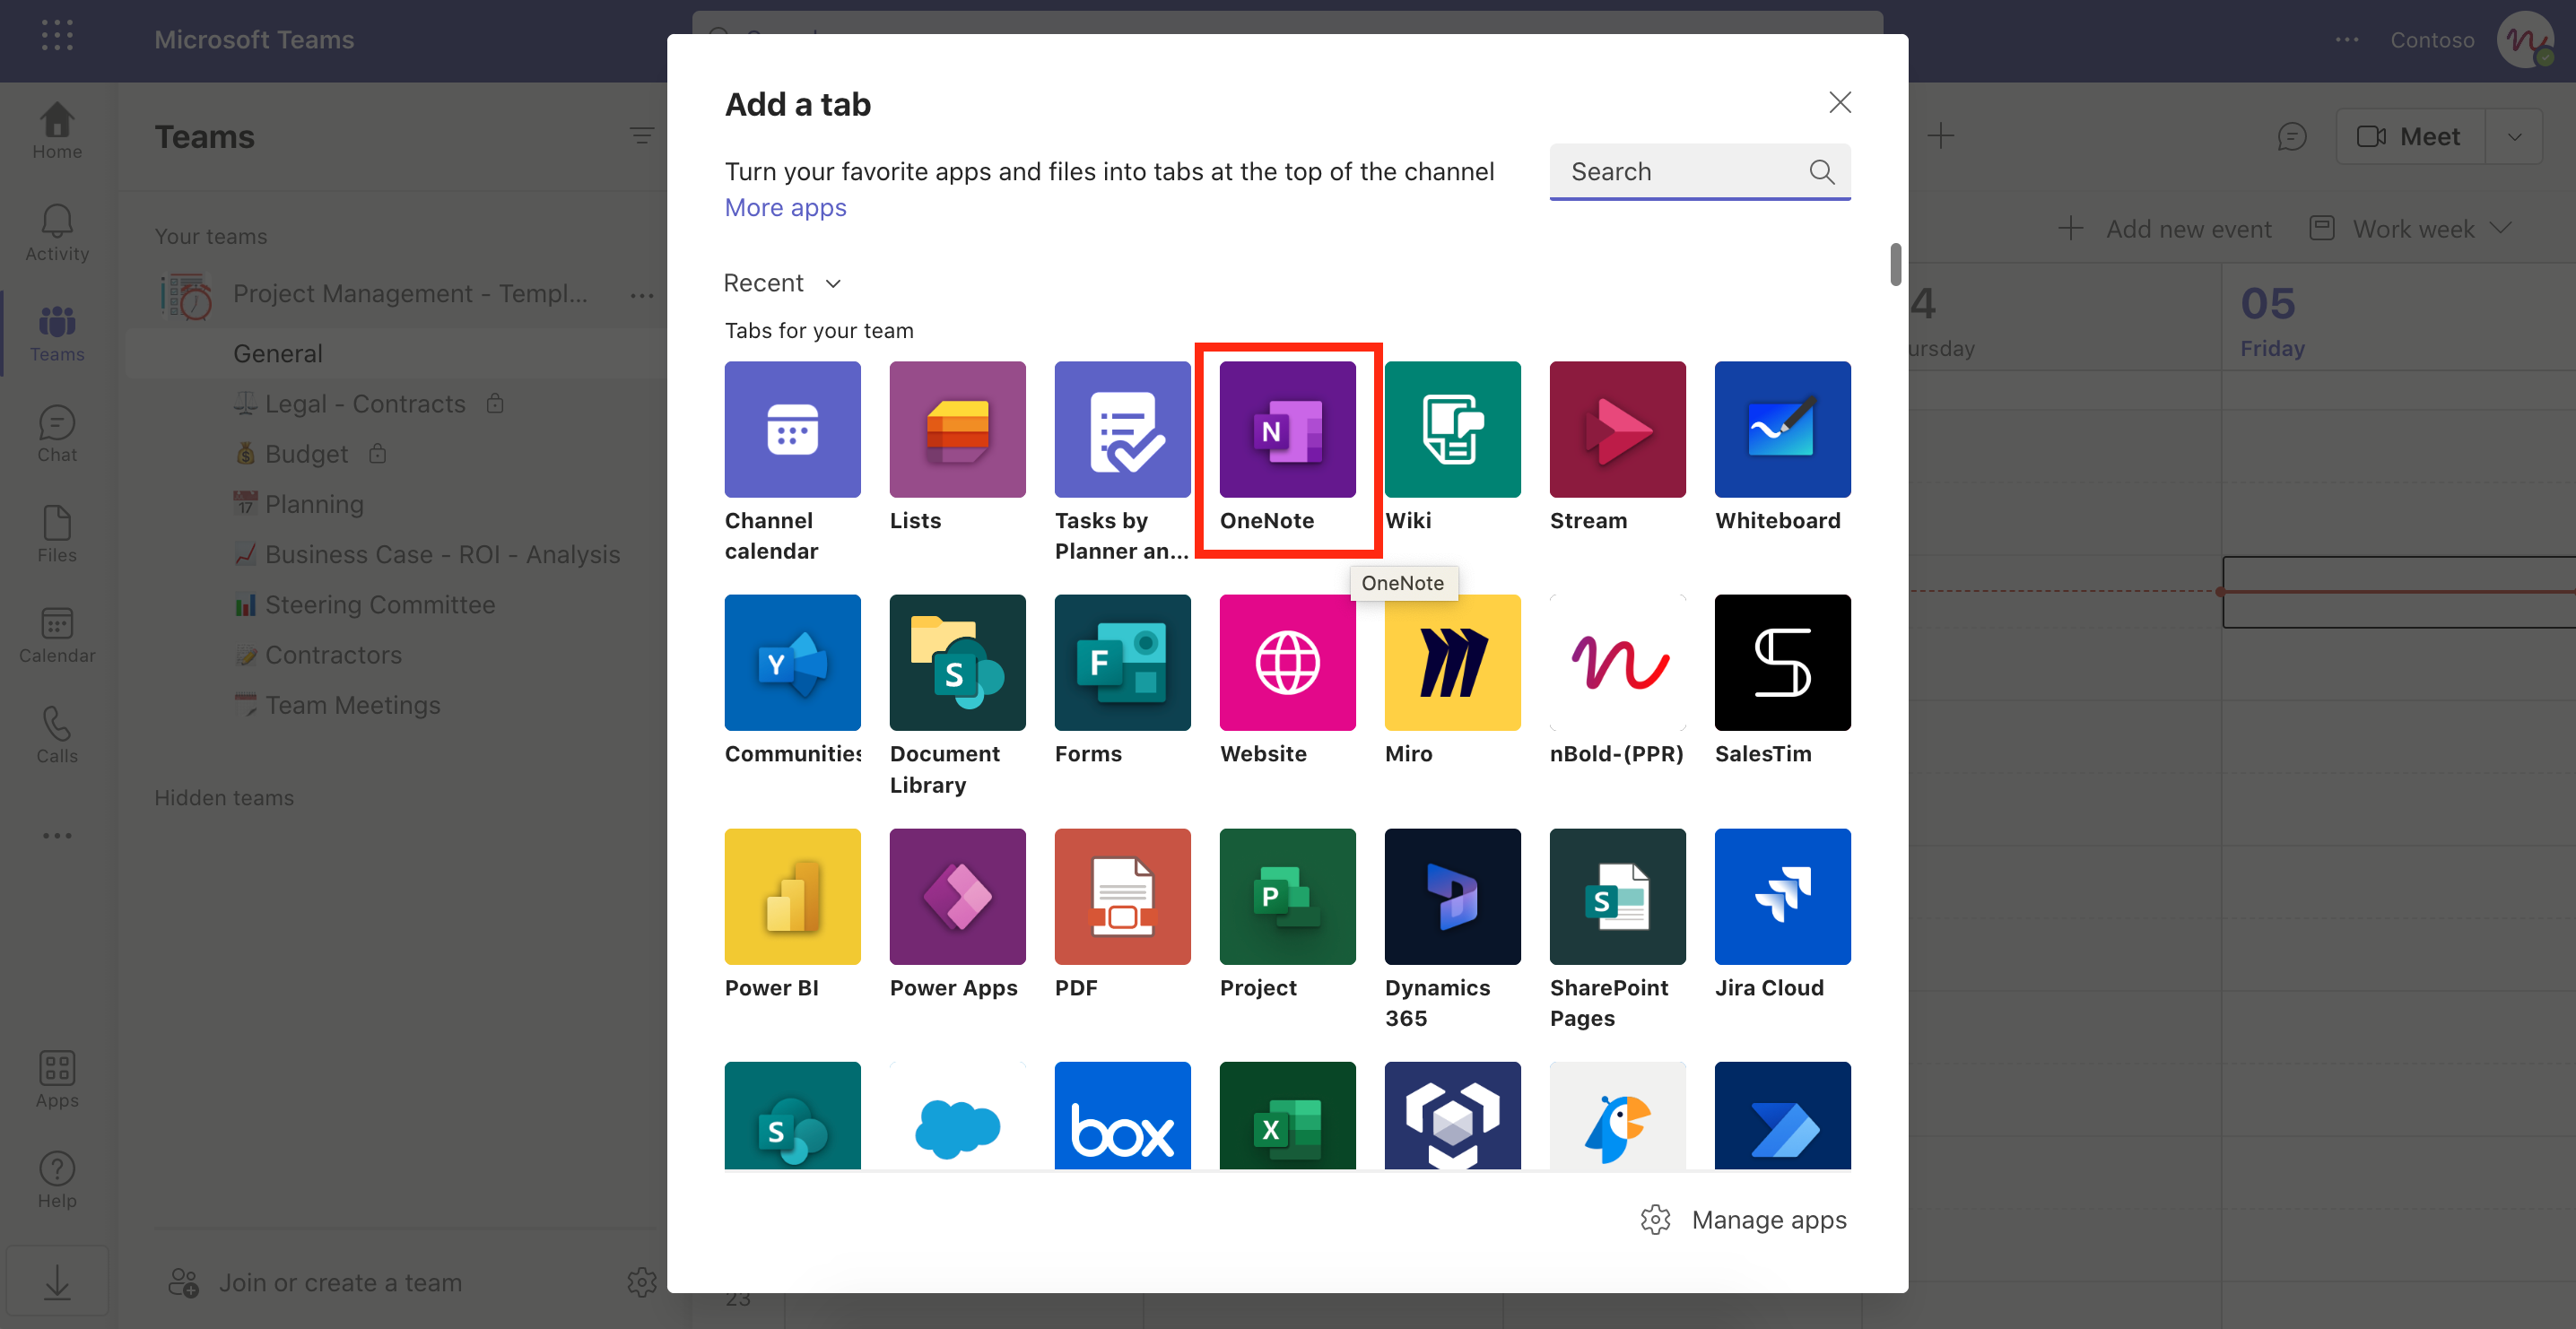 Microsoft Teams
Contoso
Home
Activity
Teams
Chat
Files
Calendar
Calls
Apps
Help
Teams
Your teams
Project Management - Templ...
General
Legal - Contracts
Budget
Planning
Business Case - ROI - Analysis
Steering Committee
Contractors
Team Meetings
Hidden teams
Join or create a team
Add a tab
Turn your favorite apps and files into tabs at the top of the channel
More apps
Search
Recent
Tabs for your team
N
Channel
calendar
Lists
Tasks by
Planner an...
OneNote
Wiki
Stream
Whiteboard
OneNote
Y
S
F
Communities
Document
Library
Forms
Website
Miro
nBold-(PPR)
SalesTim
P
S
Power BI
Power Apps
PDF
Project
Dynamics
365
SharePoint
Pages
Jira Cloud
S
box
X
Manage apps
Meet
Add new event
Work week
4
ursday
05
Friday
23